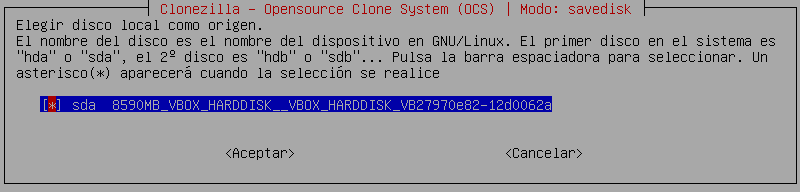 Clonezilla - Opensource Clone System (OCS) | Modo: savedisk
Elegir disco local como origen.
El nombre del disco es el nombre del dispositivo en GNU/Linux. El primer disco en el sistema es
"hda" o "sda", el 2º disco es "hdb" o "sdb"... Pulsa la barra espaciadora para seleccionar. Un
asterisco(*) aparecerá cuando la selección se realice
[*] sda 8590MB_VBOX_HARDDISK__VBOX_HARDDISK_VB27970e82-12d0062a
<Aceptar> <Cancelar>